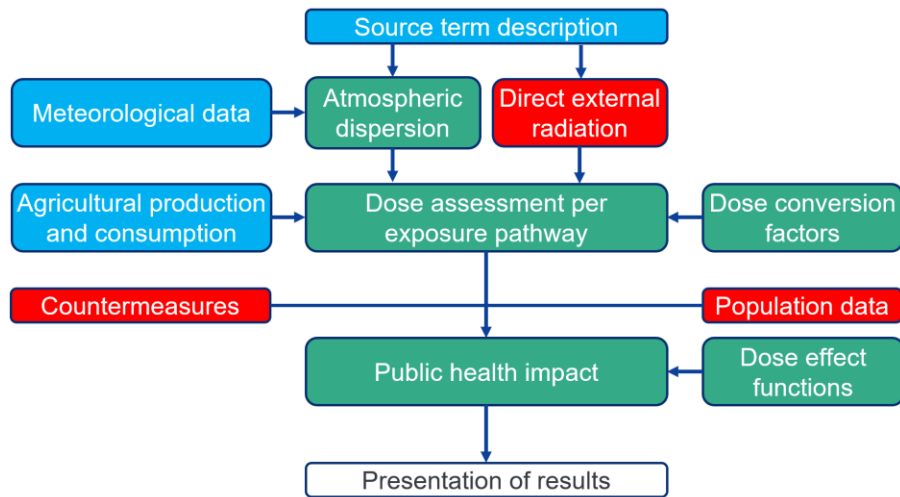 Source term description
Meteorological data
Atmospheric
dispersion
Direct external
radiation
Agricultural production
and consumption
Dose assessment per
exposure pathway
Dose conversion
factors
Countermeasures
Population data
Public health impact
Dose effect
functions
Presentation of results